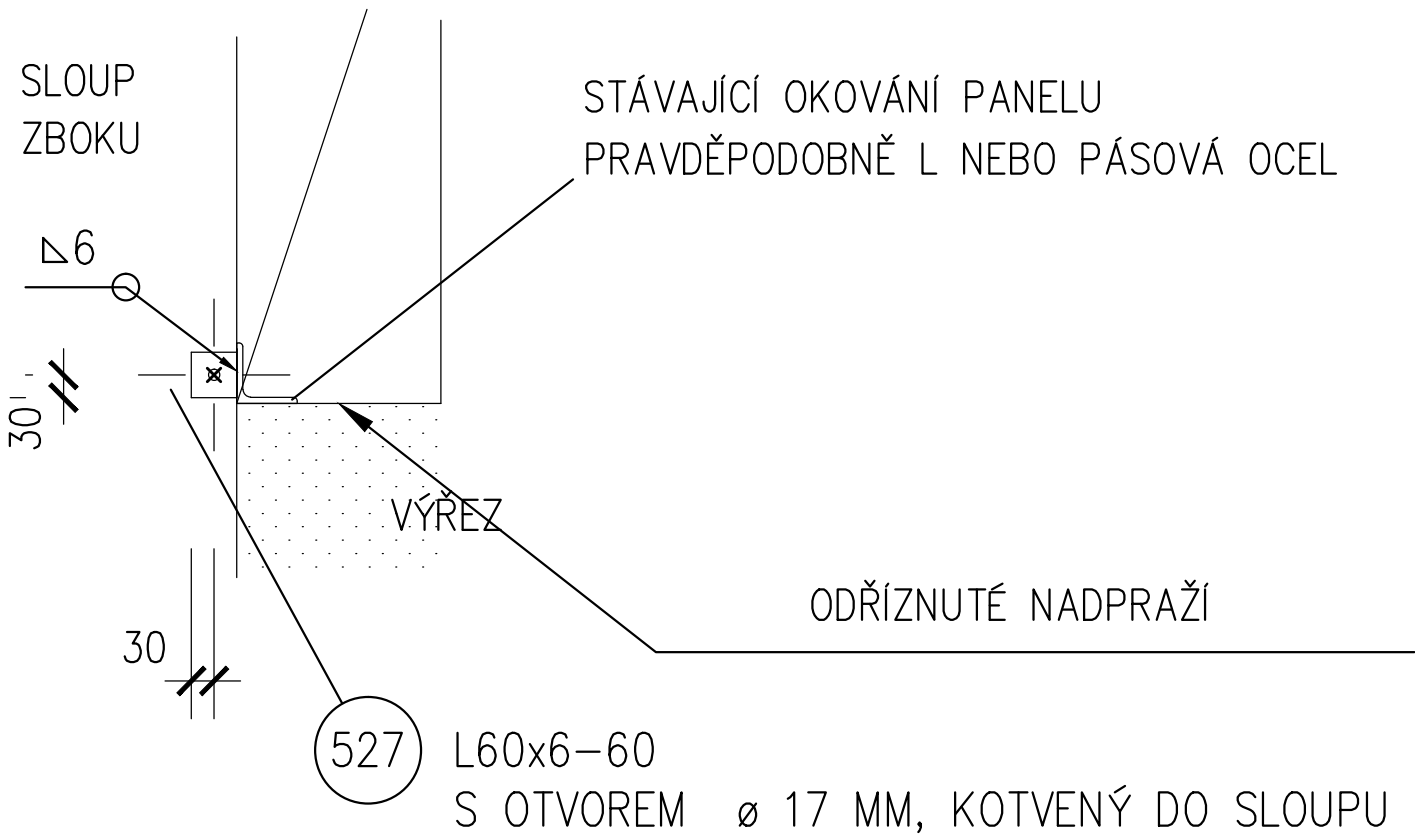 SLOUP
ZBOKU
STÁVAJÍCÍ OKOVÁNÍ PANELU
PRAVDĚPODOBNĚ L NEBO PÁSOVÁ OCEL
6
30
VÝŘEZ
ODŘÍZNUTÉ NADPRAŽÍ
30
527
L60x6-60
S OTVOREM ø 17 MM, KOTVENÝ DO SLOUPU